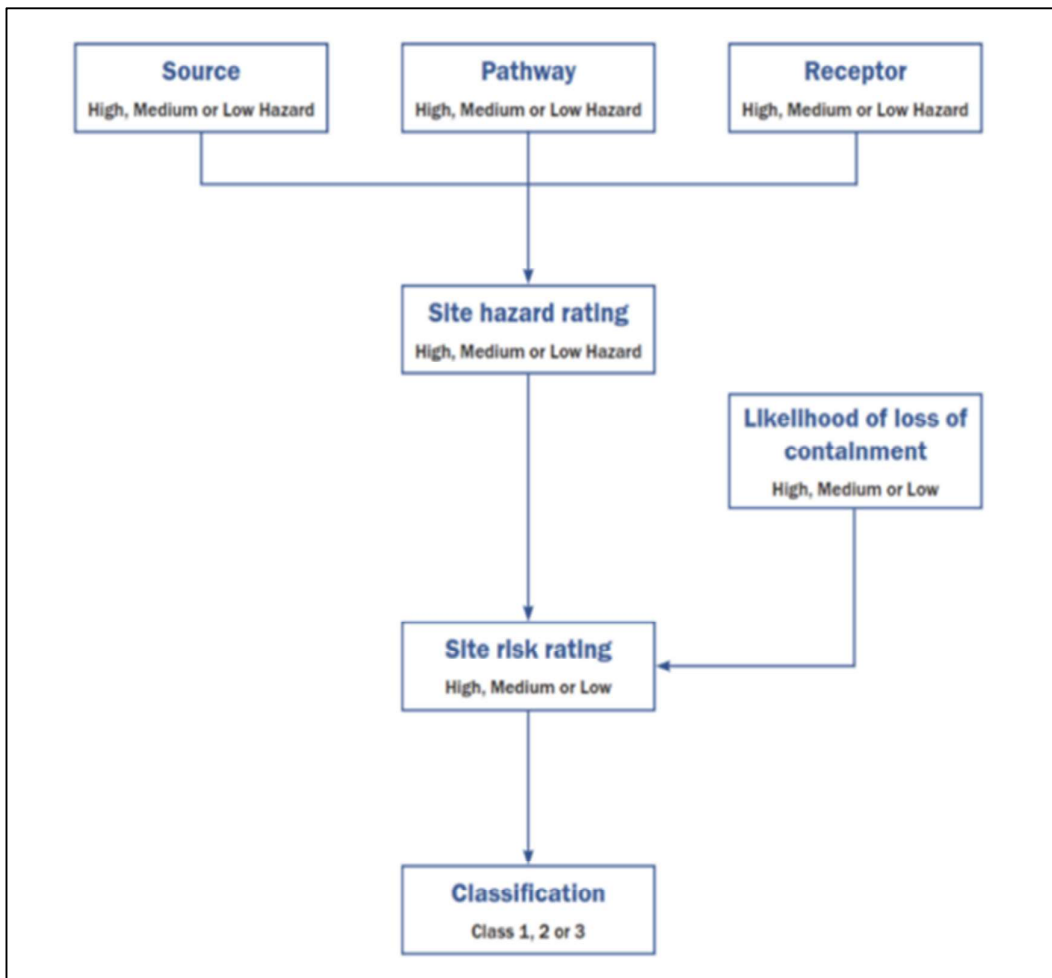 Source
High, Medium or Low Hazard
Pathway
High, Medium or Low Hazard
Receptor
High, Medium or Low Hazard
Site hazard rating
High, Medium or Low Hazard
Likelihood of loss of
containment
High, Medium or Low
Site risk rating
High, Medium or Low
Classification
Class 1, 2 or 3